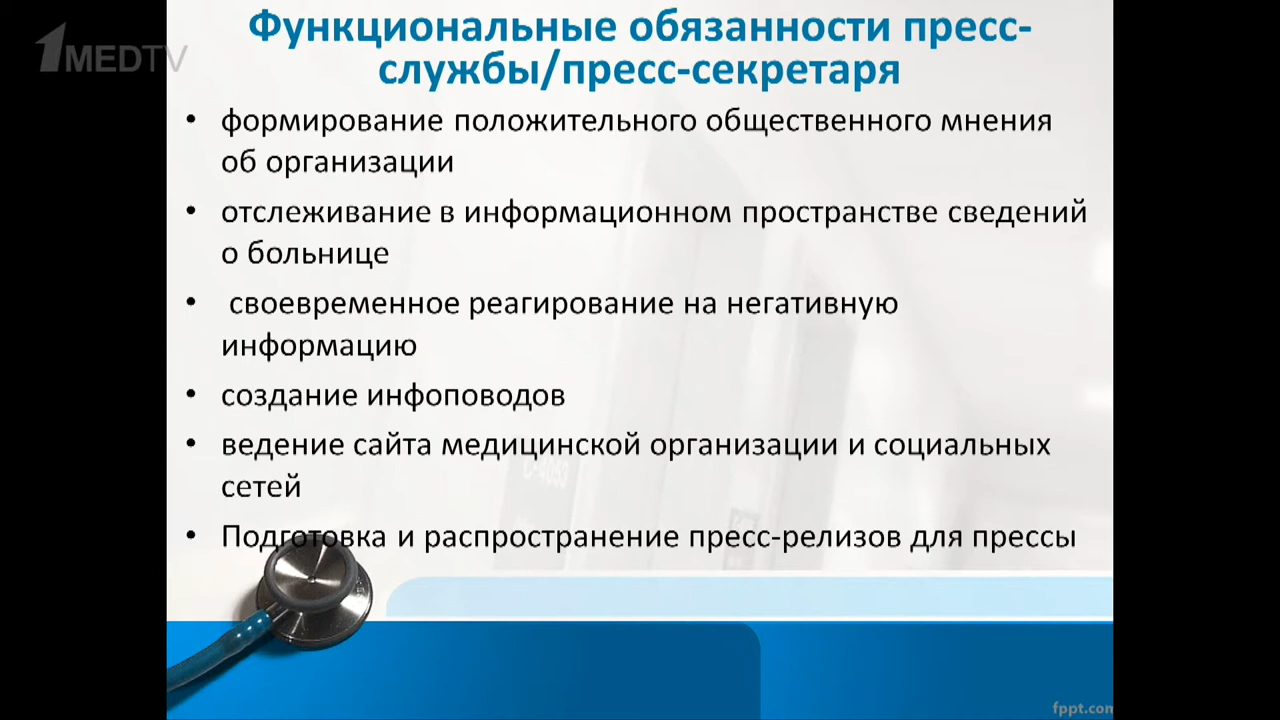 1MEDTV
Функциональные обязанности пресс-
службы/пресс-секретаря
• формирование положительного общественного мнения
об организации
• отслеживание в информационном пространстве сведений
о больнице
• своевременное реагирование на негативную
информацию
• создание инфоповодов
• ведение сайта медицинской организации и социальных
сетей
• Подготовка и распространение пресс-релизов для прессы
fppt.com